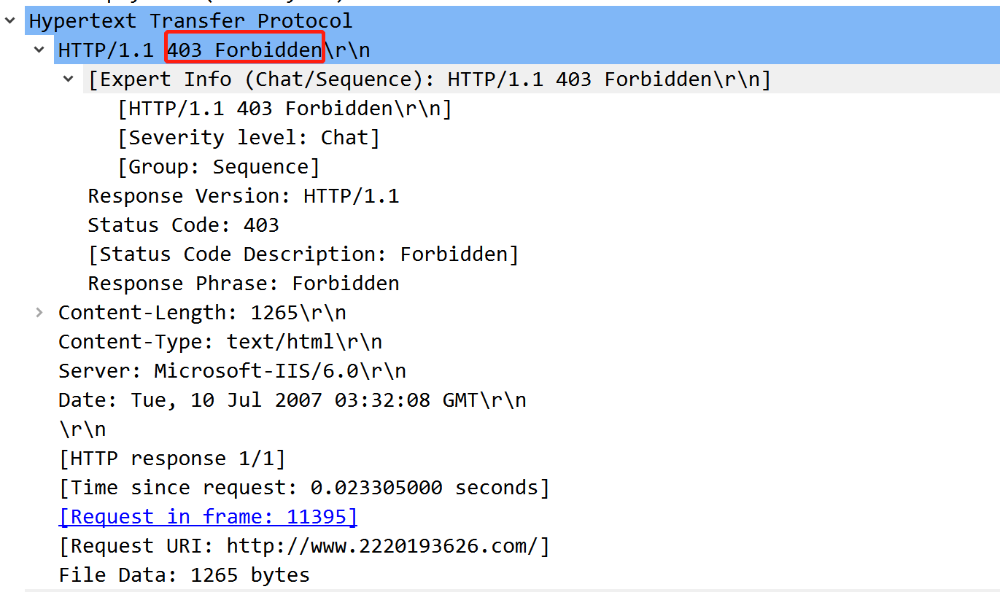 Hypertext Transfer Protocol
HTTP/1.1 403 Forbidden\r\n
[Expert Info (Chat/Sequence): HTTP/1.1 403 Forbidden\r\n]
[HTTP/1.1 403 Forbidden\r\n]
[Severity level: Chat]
[Group: Sequence]
Response Version: HTTP/1.1
Status Code: 403
[Status Code Description: Forbidden]
Response Phrase: Forbidden
Content-Length: 1265\r\n
Content-Type: text/html\r\n
Server: Microsoft-IIS/6.0\r\n
Date: Tue, 10 Jul 2007 03:32:08 GMT\r\n
\r\n
[HTTP response 1/1]
[Time since request: 0.023305000 seconds]
[Request in frame: 11395]
[Request URI: http://www.2220193626.com/]
File Data: 1265 bytes